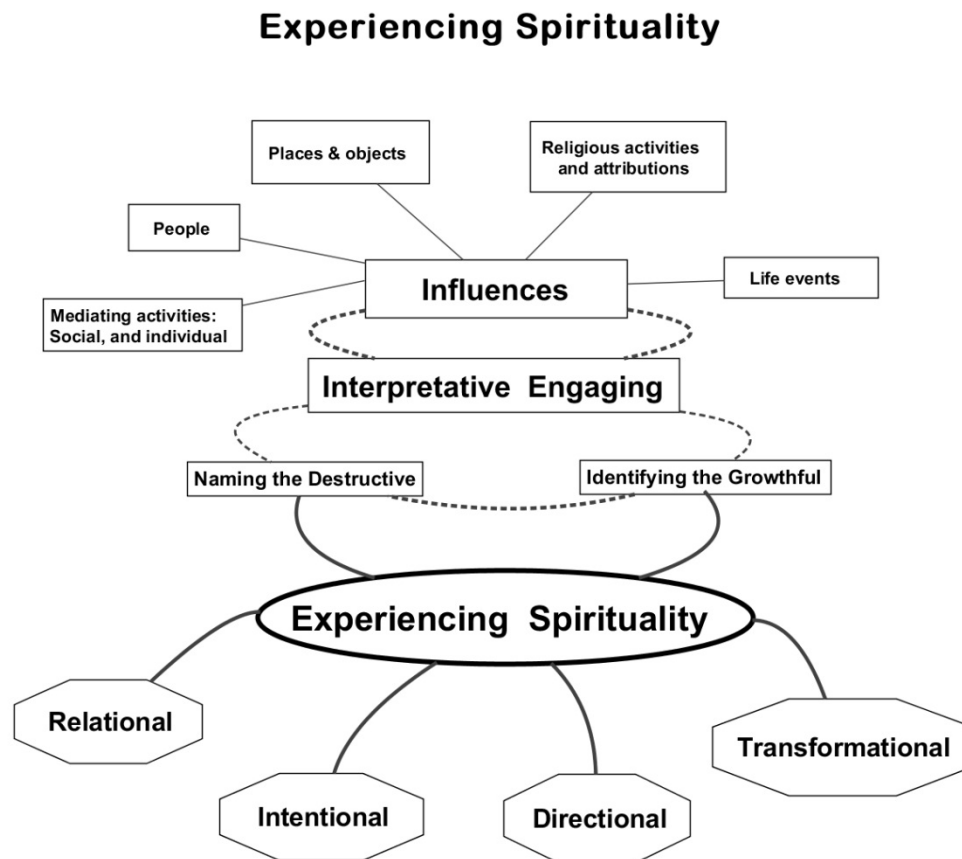 Experiencing Spirituality
Places & objects
Religious activities
and attributions
People
Life events
Influences
Mediating activities:
Social, and individual
Interpretative Engaging
Naming the Destructive
Identifying the Growthful
Experiencing Spirituality
Relational
Transformational
Intentional
Directional